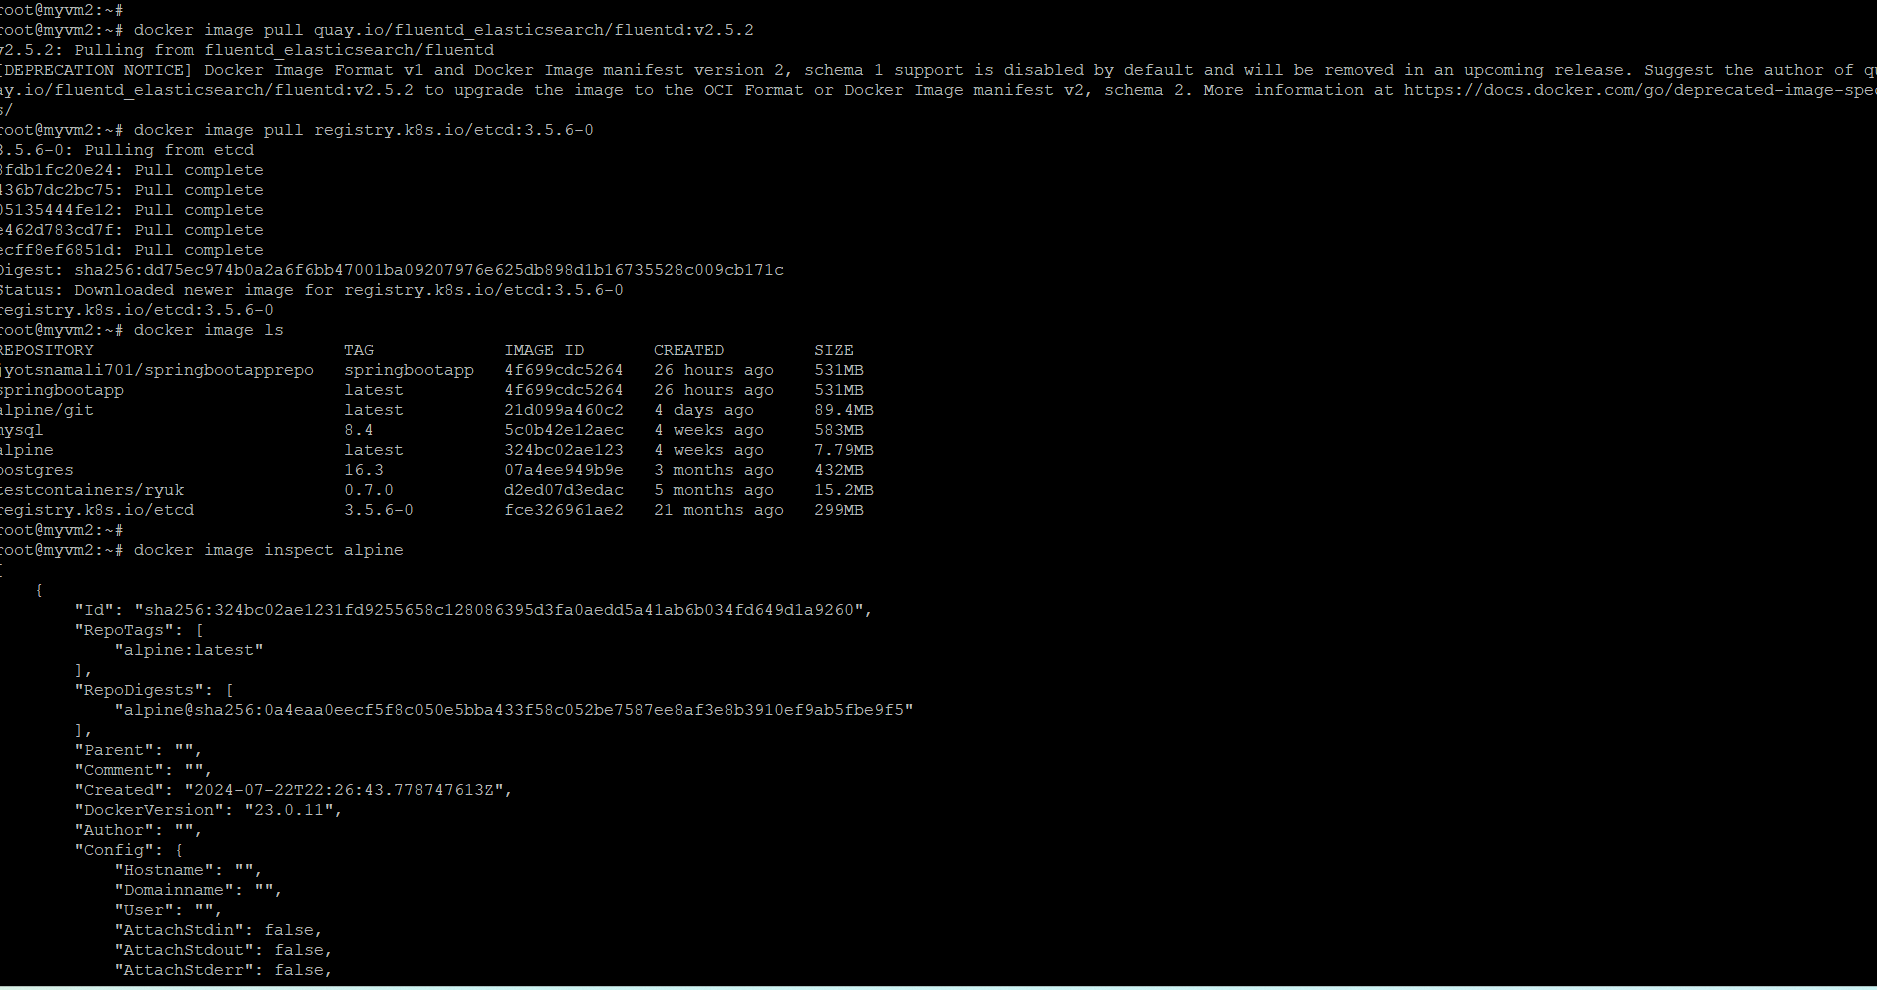 root@myvm2:~#
root@myvm2:~# docker image pull quay.io/fluentd_elasticsearch/fluentd:v2.5.2
v2.5.2: Pulling from fluentd_elasticsearch/fluentd
[DEPRECATION NOTICE] Docker Image Format v1 and Docker Image manifest version 2, schema 1 support is disabled by default and will be removed in an upcoming release. Suggest the author of qu
ay.io/fluentd_elasticsearch/fluentd:v2.5.2 to upgrade the image to the OCI Format or Docker Image manifest v2, schema 2. More information at https://docs.docker.com/go/deprecated-image-spec
s/
root@myvm2:~# docker image pull registry.k8s.io/etcd:3.5.6-0
3.5.6-0: Pulling from etcd
8fdb1fc20e24: Pull complete
436b7dc2bc75: Pull complete
05135444fe12: Pull complete
e462d783cd7f: Pull complete
ecff8ef6851d: Pull complete
Digest: sha256:dd75ec974b0a2a6f6bb47001ba09207976e625db898d1b16735528c009cb171c
Status: Downloaded newer image for registry.k8s.io/etcd:3.5.6-0
registry.k8s.io/etcd:3.5.6-0
root@myvm2:~# docker image ls
REPOSITORY TAG IMAGE ID CREATED SIZE
jyotsnamali701/springbootapprepo springbootapp 4f699cdc5264 26 hours ago 531MB
springbootapp latest 4f699cdc5264 26 hours ago 531MB
alpine/git latest 21d099a460c2 4 days ago 89.4MB
mysql 8.4 5c0b42e12aec 4 weeks ago 583MB
alpine latest 324bc02ae123 4 weeks ago 7.79MB
postgres 16.3 07a4ee949b9e 3 months ago 432MB
testcontainers/ryuk 0.7.0 d2ed07d3edac 5 months ago 15.2MB
registry.k8s.io/etcd 3.5.6-0 fce326961ae2 21 months ago 299MB
root@myvm2:~#
root@myvm2:~# docker image inspect alpine
[
{
"Id": "sha256:324bc02ae1231fd9255658c128086395d3fa0aedd5a41ab6b034fd649d1a9260",
"RepoTags": [
"alpine:latest"
],
"RepoDigests": [
"alpine@sha256:0a4eaa0eecf5f8c050e5bba433f58c052be7587ee8af3e8b3910ef9ab5fbe9f5"
],
"Parent": "",
"Comment": "",
"Created": "2024-07-22T22:26:43.778747613Z",
"DockerVersion": "23.0.11",
"Author": "",
"Config": {
"Hostname": "",
"Domainname": "",
"User": "",
"AttachStdin": false,
"AttachStdout": false,
"AttachStderr": false,